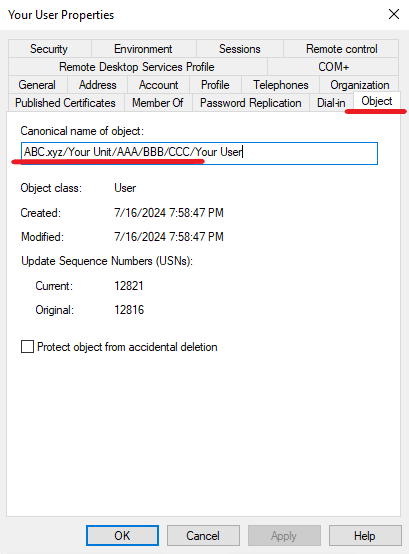 Your User Properties
Security Environment Sessions Remote control
Remote Desktop Services Profile COM+
General Address Account Profile Telephones Organization
Published Certificates Member Of Password Replication Dial-in Object
Canonical name of object:
ABC.xyz/Your Unit/AAA/BBB/CCC/Your User
Object class: User
Created: 7/16/2024 7:58:47 PM
Modified: 7/16/2024 7:58:47 PM
Update Sequence Numbers (USNs):
Current: 12821
Original: 12816
Protect object from accidental deletion
OK Cancel Apply Help